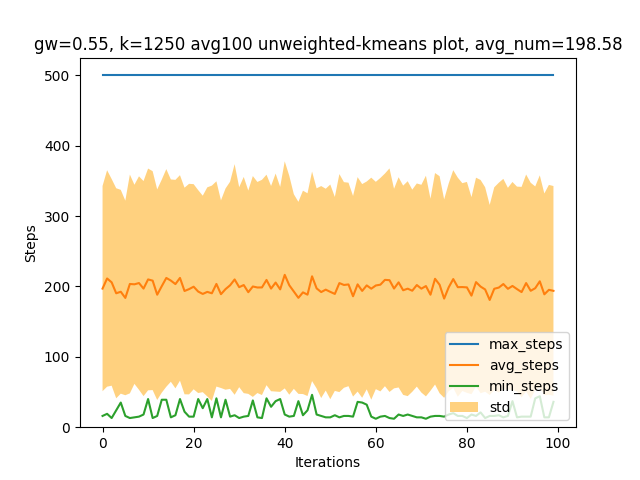 gw=0.55, k=1250 avg100 unweighted-kmeans plot, avg_num=198.58
500
400
300
200
100
0
Steps
max_steps
avg_steps
min_steps
std
0 20 40 60 80 100
Iterations